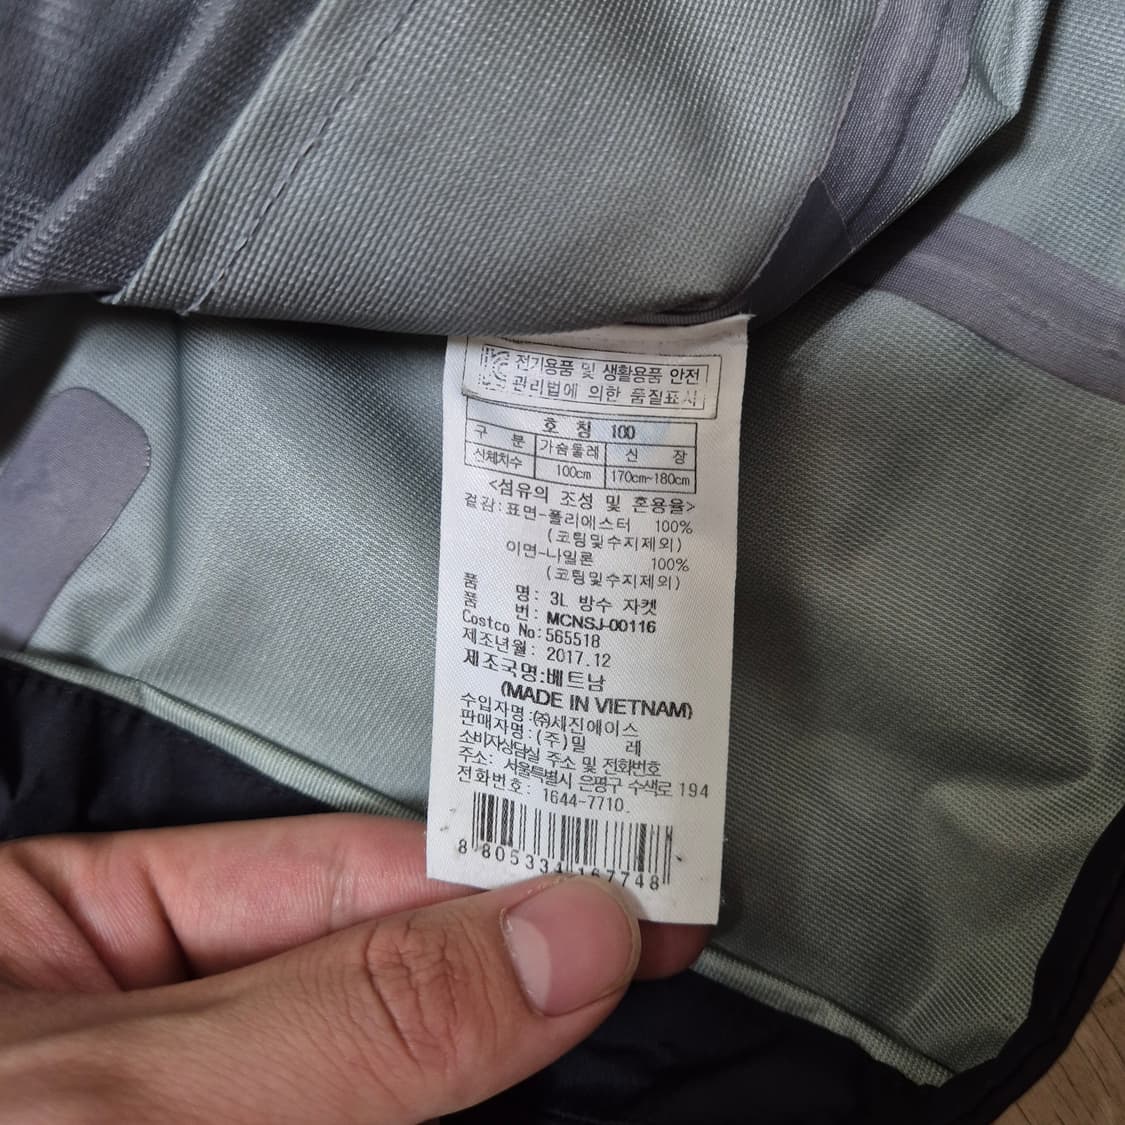 전기용품 및 생활용품 안전
관리법에 의한 품질표시
호 칭 100
구 분 가슴둘레 신 장
신체치수 100cm 170cm~180cm
<섬유의 조성 및 혼용율>
겉감:표면-폴리에스터 100%
(코팅및수지제외)
이면-나일론 100%
(코팅및수지제외)
품 명: 3L 방수 자켓
품 번: MCNSJ-00116
Costco No:565518
제조년월: 2017.12
제조국명:베트남
(MADE IN VIETNAM)
수입자명:㈜세진에이스
판매자명:(주)밀 레
소비자상담실 주소 및 전화번호
주소: 서울특별시 은평구 수색로 194
전화번호: 1644-7710
8 805334 167748